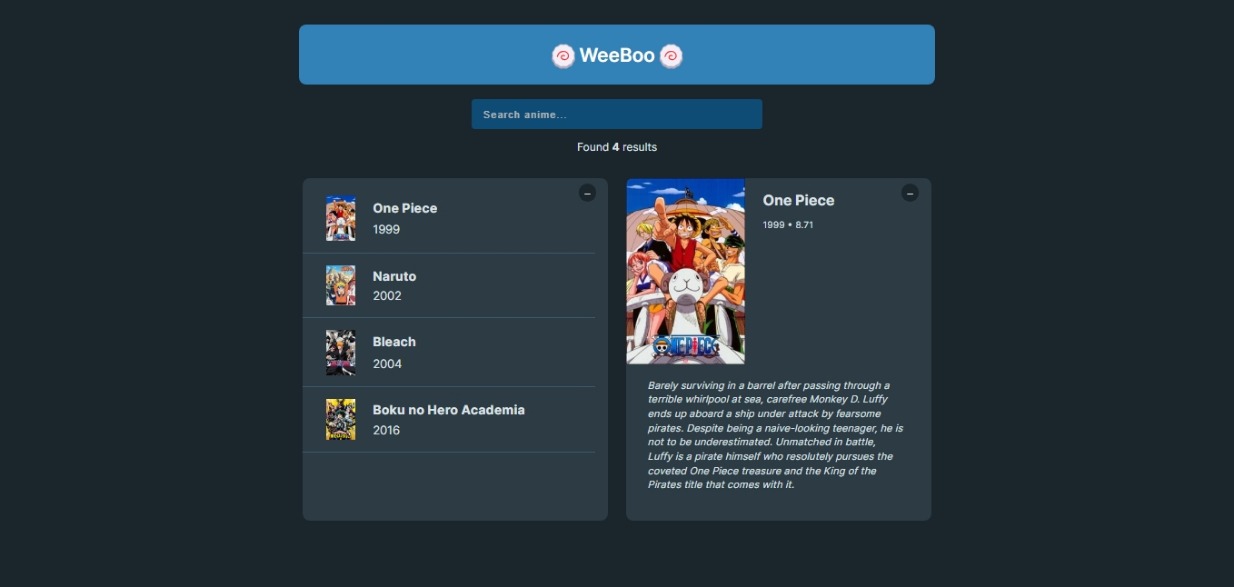 WeeBoo
Search anime...
Found 4 results
–
One Piece
1999
Naruto
2002
Bleach
2004
Boku no Hero Academia
2016
–
One Piece
1999 • 8.71
ONE PIECE
Barely surviving in a barrel after passing through a
terrible whirlpool at sea, carefree Monkey D. Luffy
ends up aboard a ship under attack by fearsome
pirates. Despite being a naive-looking teenager, he is
not to be underestimated. Unmatched in battle,
Luffy is a pirate himself who resolutely pursues the
coveted One Piece treasure and the King of the
Pirates title that comes with it.